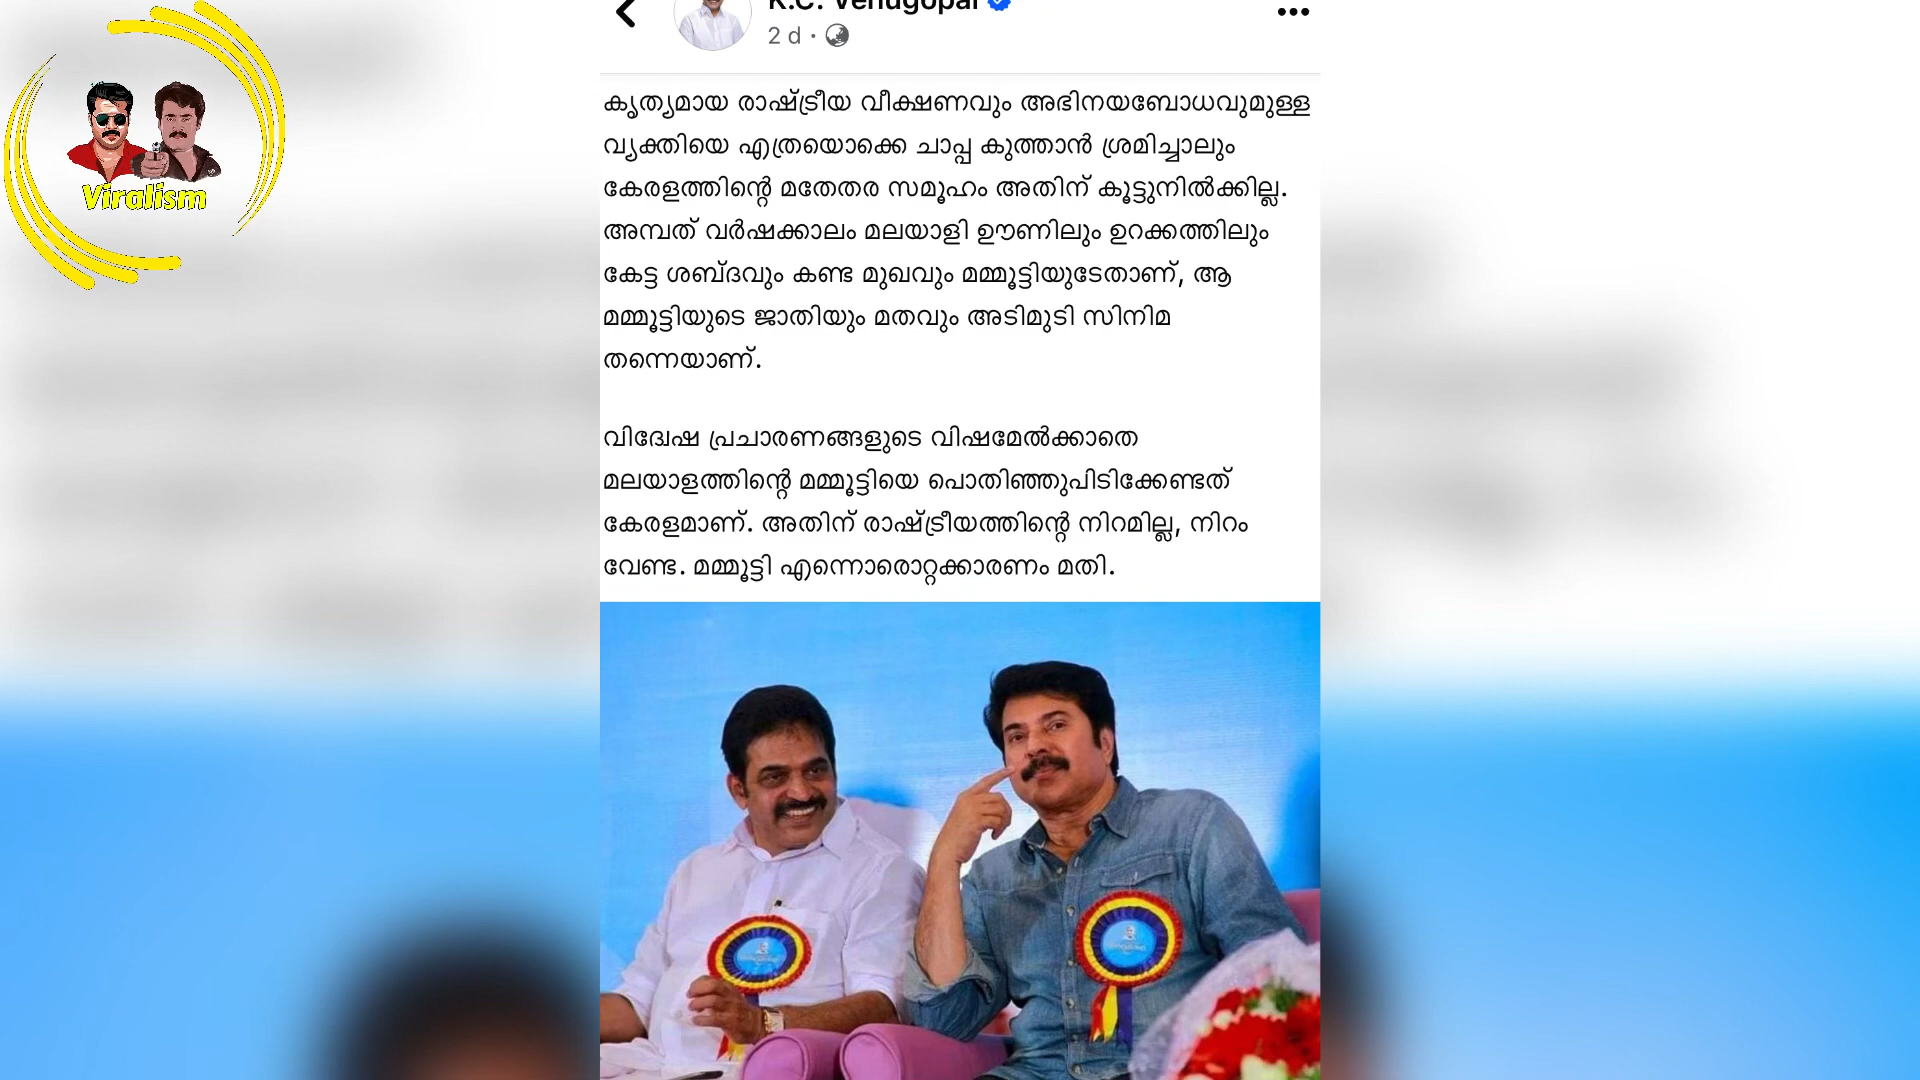 K.C. Venugopal
2 d ·
കൃത്യമായ രാഷ്ട്രീയ വീക്ഷണവും അഭിനയബോധവുമുള്ള
വ്യക്തിയെ എത്രയൊക്കെ ചാപ്പ കുത്താൻ ശ്രമിച്ചാലും
കേരളത്തിന്റെ മതേതര സമൂഹം അതിന് കൂട്ടുനിൽക്കില്ല.
അമ്പത് വർഷക്കാലം മലയാളി ഊണിലും ഉറക്കത്തിലും
കേട്ട ശബ്ദവും കണ്ട മുഖവും മമ്മൂട്ടിയുടേതാണ്, ആ
മമ്മൂട്ടിയുടെ ജാതിയും മതവും അടിമുടി സിനിമ
തന്നെയാണ്.
വിദ്വേഷ പ്രചാരണങ്ങളുടെ വിഷമേൽക്കാതെ
മലയാളത്തിന്റെ മമ്മൂട്ടിയെ പൊതിഞ്ഞുപിടിക്കേണ്ടത്
കേരളമാണ്. അതിന് രാഷ്ട്രീയത്തിന്റെ നിറമില്ല, നിറം
വേണ്ട. മമ്മൂട്ടി എന്നൊരൊറ്റക്കാരണം മതി.
Viralism